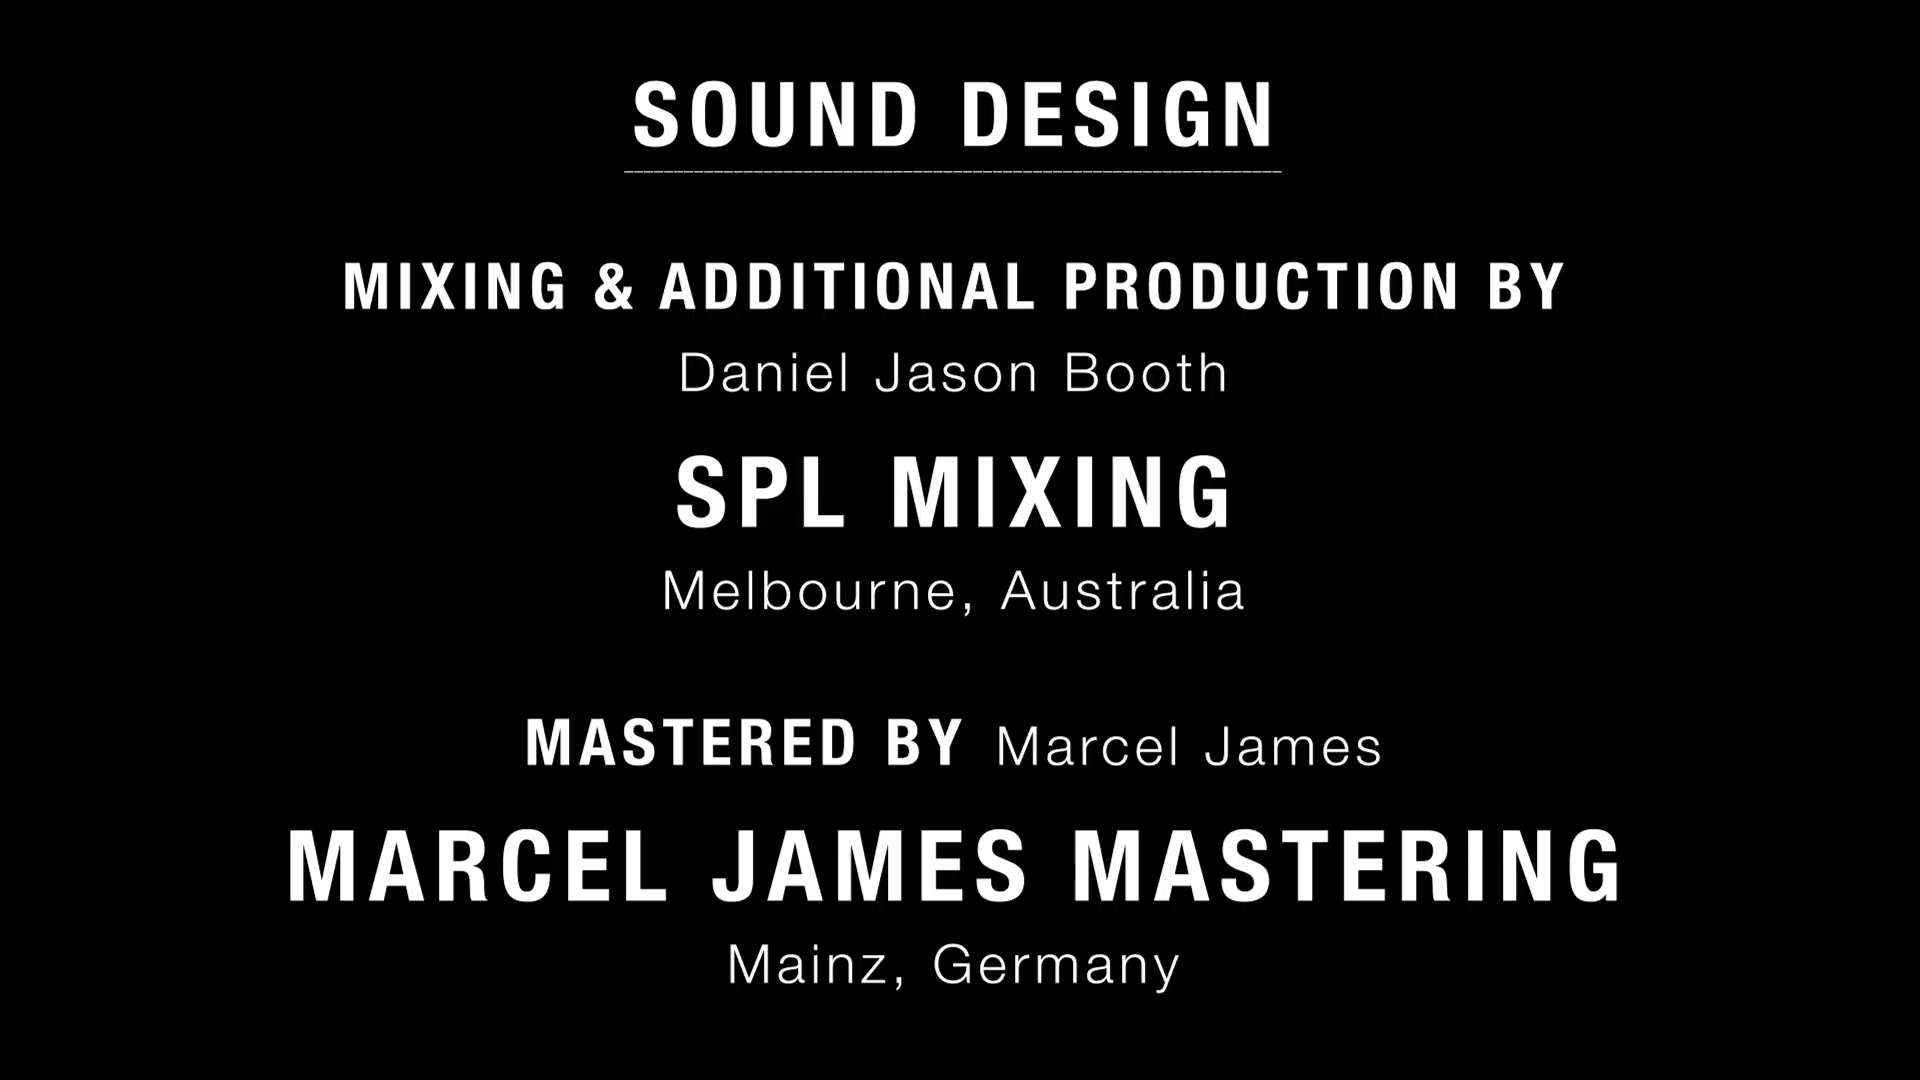 SOUND DESIGN
MIXING & ADDITIONAL PRODUCTION BY
Daniel Jason Booth
SPL MIXING
Melbourne, Australia
MASTERED BY Marcel James
MARCEL JAMES MASTERING
Mainz, Germany